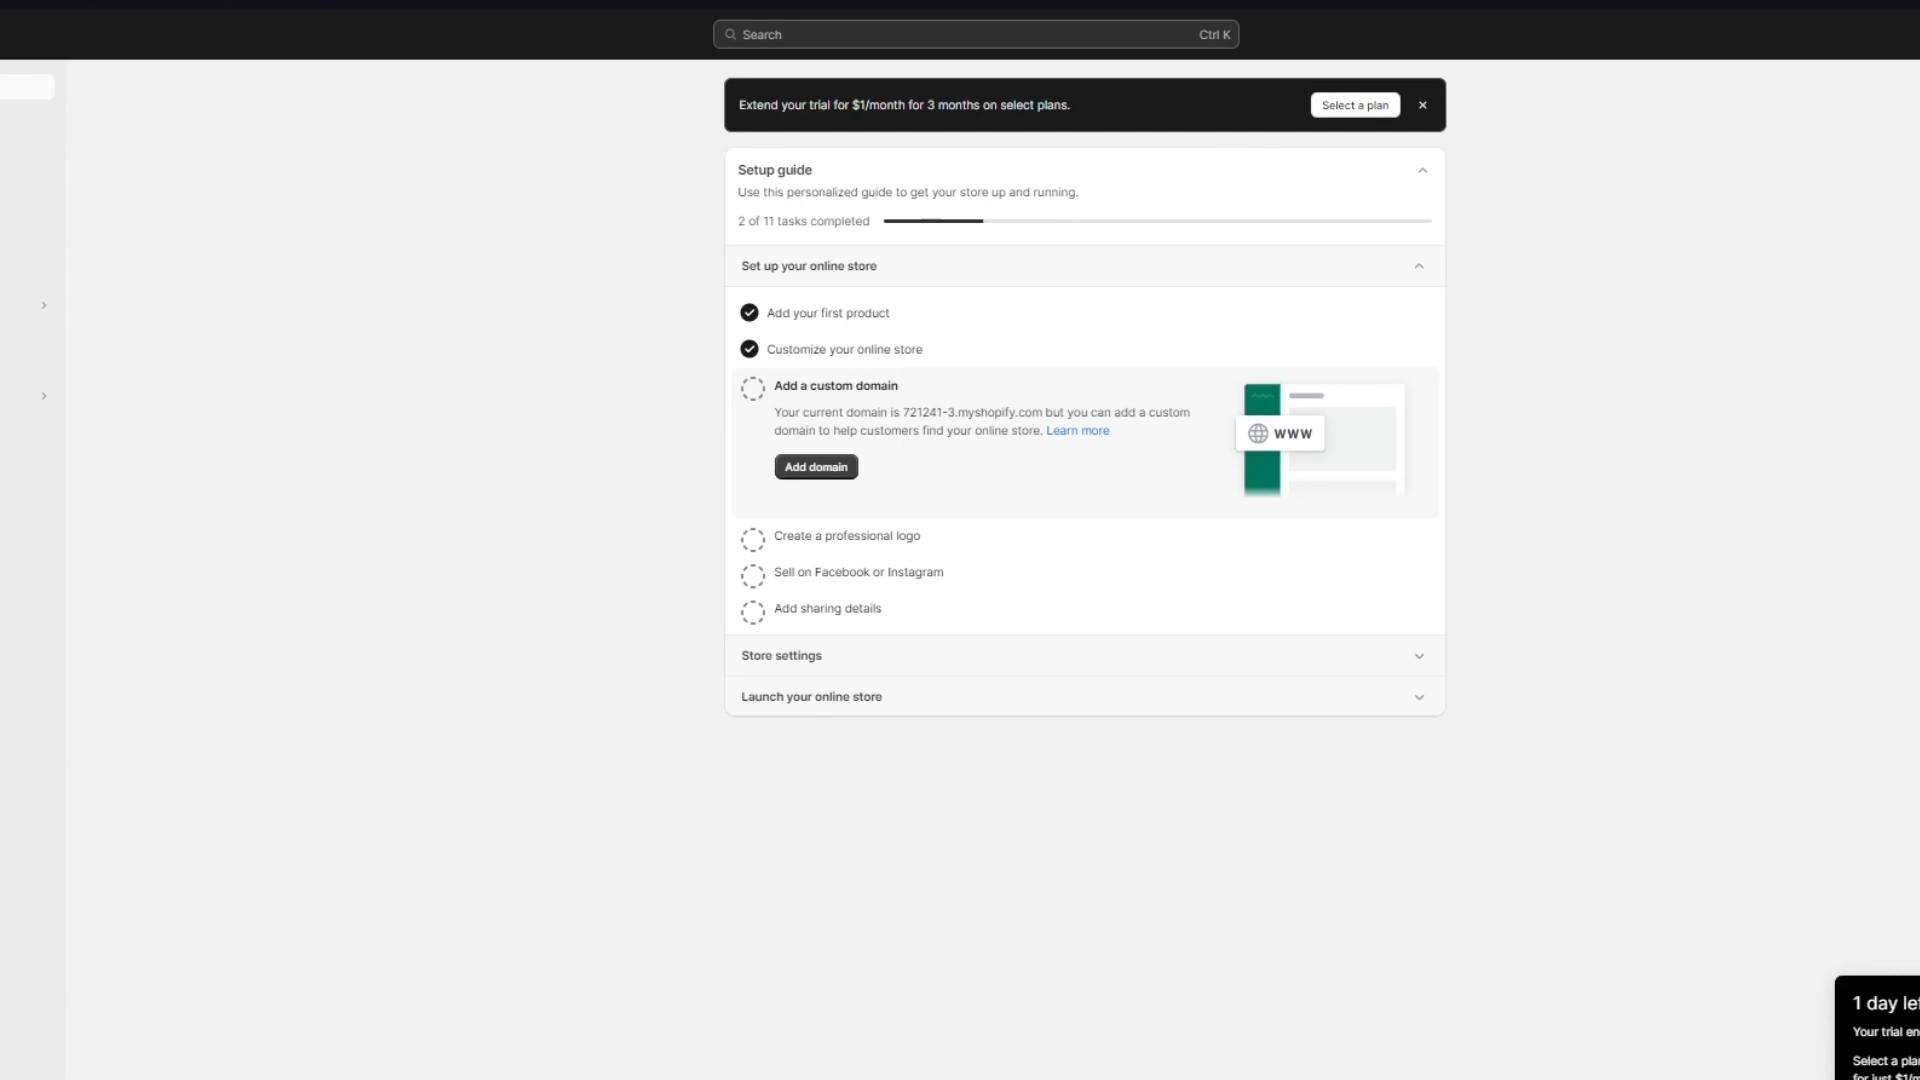 Search
Ctrl K
Extend your trial for $1/month for 3 months on select plans.
Select a plan
Setup guide
Use this personalized guide to get your store up and running.
2 of 11 tasks completed
Set up your online store
Add your first product
Customize your online store
Add a custom domain
Your current domain is 721241-3.myshopify.com but you can add a custom
domain to help customers find your online store. Learn more
www
Add domain
Create a professional logo
Sell on Facebook or Instagram
Add sharing details
Store settings
Launch your online store
1 day
Your trial
Select a
for just